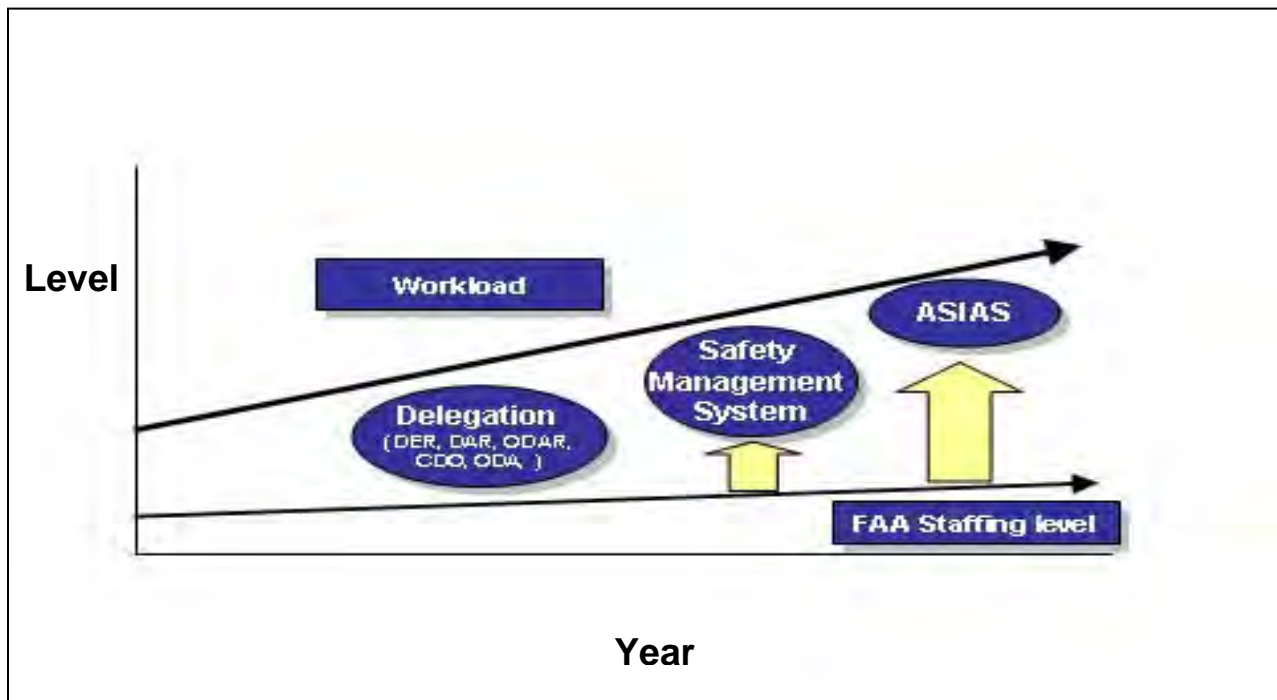 Level
Workload
ASIAS
Safety
Management
System
Delegation
( DER, DAR, ODAR,
CDO, ODA, )
FAA Staffing level
Year